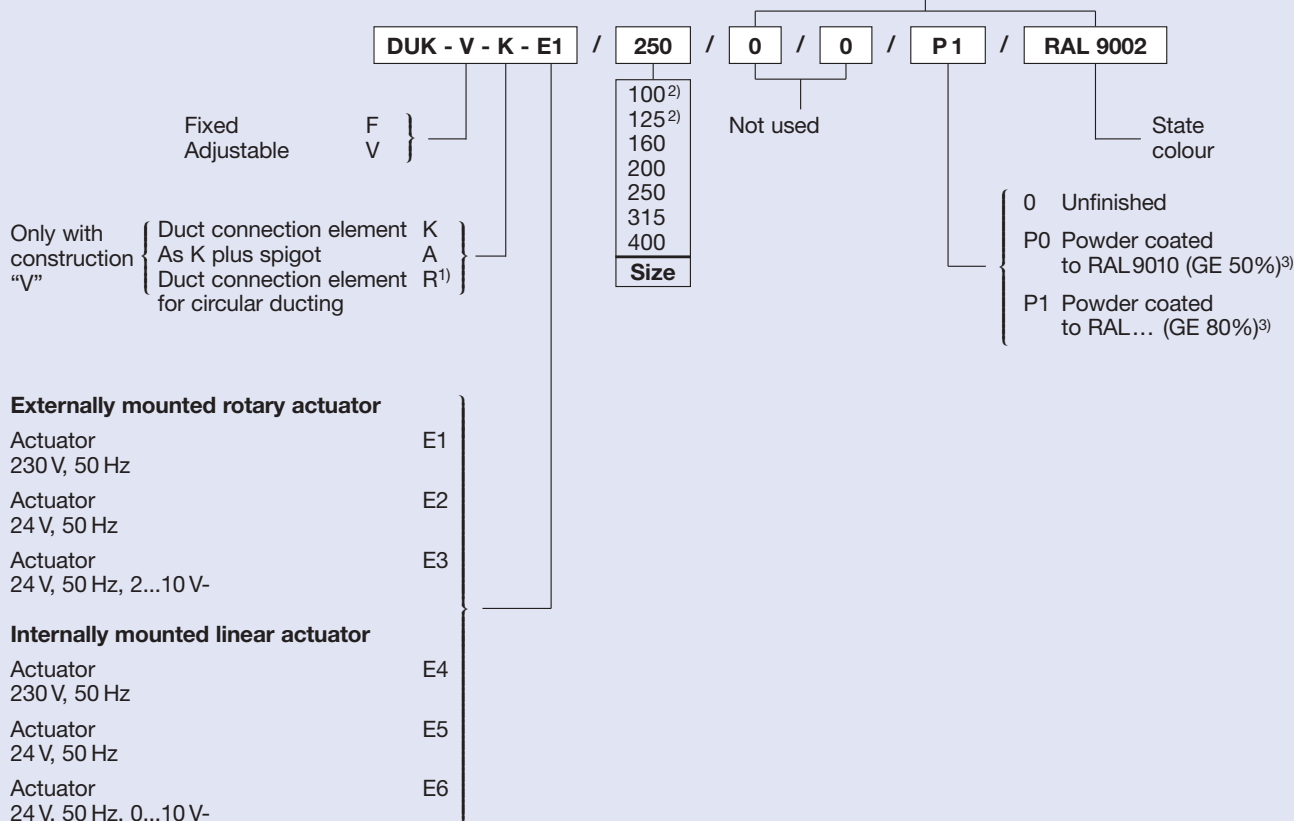 DUK - V - K - E1 / 250 / 0 / 0 / P1 / RAL 9002
100 2)
125 2)
160
200
250
315
400
Size
Not used
State
colour
Fixed F
Adjustable V
Only with
construction
“V”
Duct connection element K
As K plus spigot A
Duct connection element R1)
for circular ducting
0 Unfinished
P0 Powder coated
to RAL 9010 (GE 50%)3)
P1 Powder coated
to RAL... (GE 80%)3)
Externally mounted rotary actuator
Actuator E1
230 V, 50 Hz
Actuator E2
24 V, 50 Hz
Actuator E3
24 V, 50 Hz, 2...10 V-
Internally mounted linear actuator
Actuator E4
230 V, 50 Hz
Actuator E5
24 V, 50 Hz
Actuator E6
24 V, 50 Hz, 0...10 V-